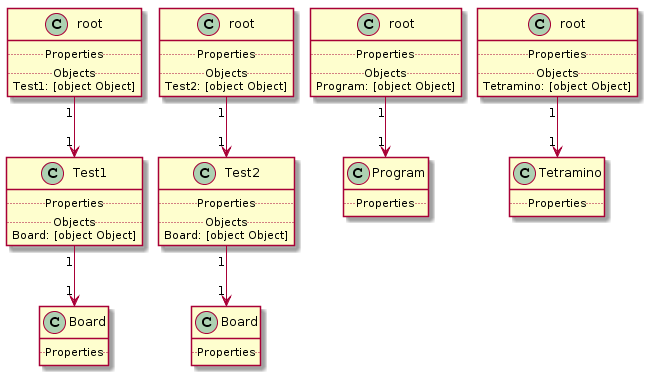 C root
Properties
Objects
Test1: [object Object]
C root
Properties
Objects
Test2: [object Object]
C root
Properties
Objects
Program: [object Object]
C root
Properties
Objects
Tetramino: [object Object]
1
1
1
1
1
1
1
1
C Test1
Properties
Objects
Board: [object Object]
C Test2
Properties
Objects
Board: [object Object]
C Program
Properties
C Tetramino
Properties
1
1
1
1
C Board
Properties
C Board
Properties